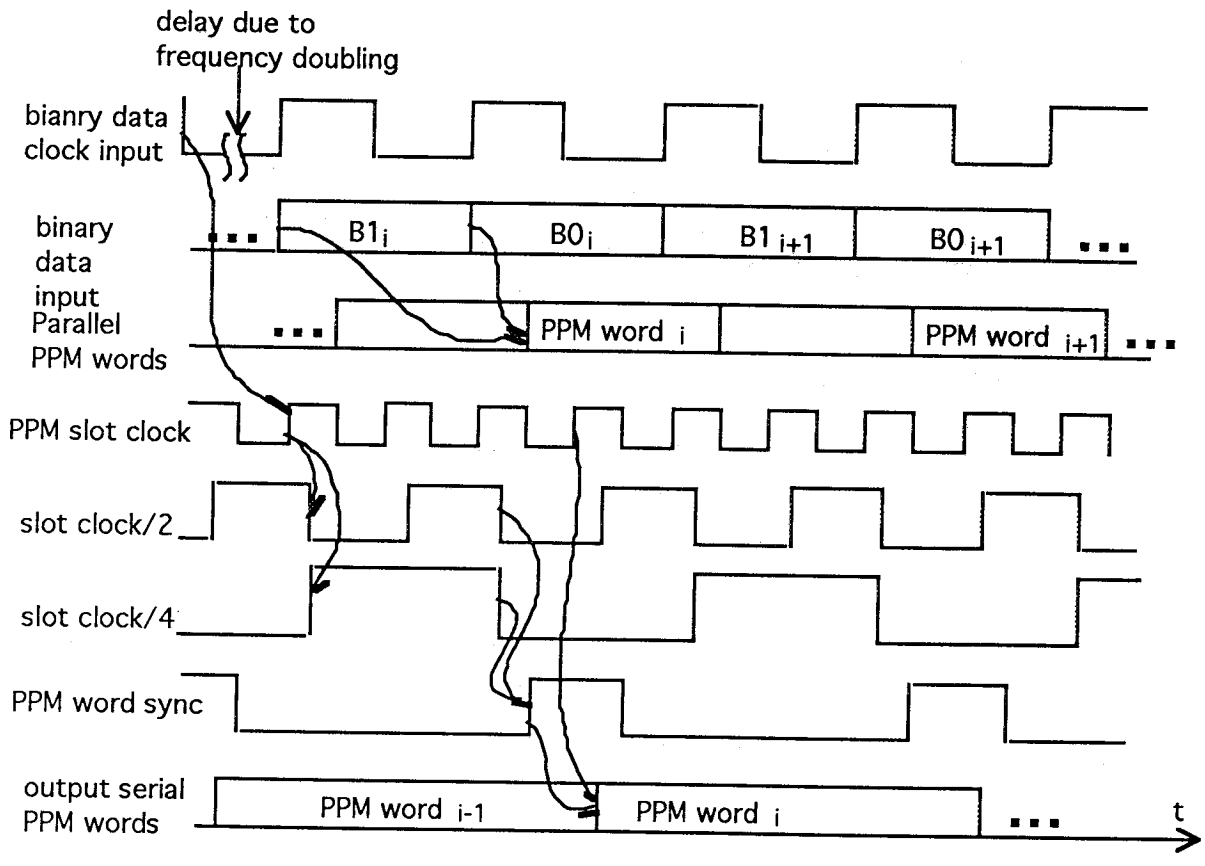 delay due to
frequency doubling
bianry data
clock input
binary
data
input
B1 i
B0 i
B1 i+1
B0 i+1
Parallel
PPM words
PPM word i
PPM word i+1
PPM slot clock
slot clock/2
slot clock/4
PPM word sync
output serial
PPM words
PPM word i-1
PPM word i
t